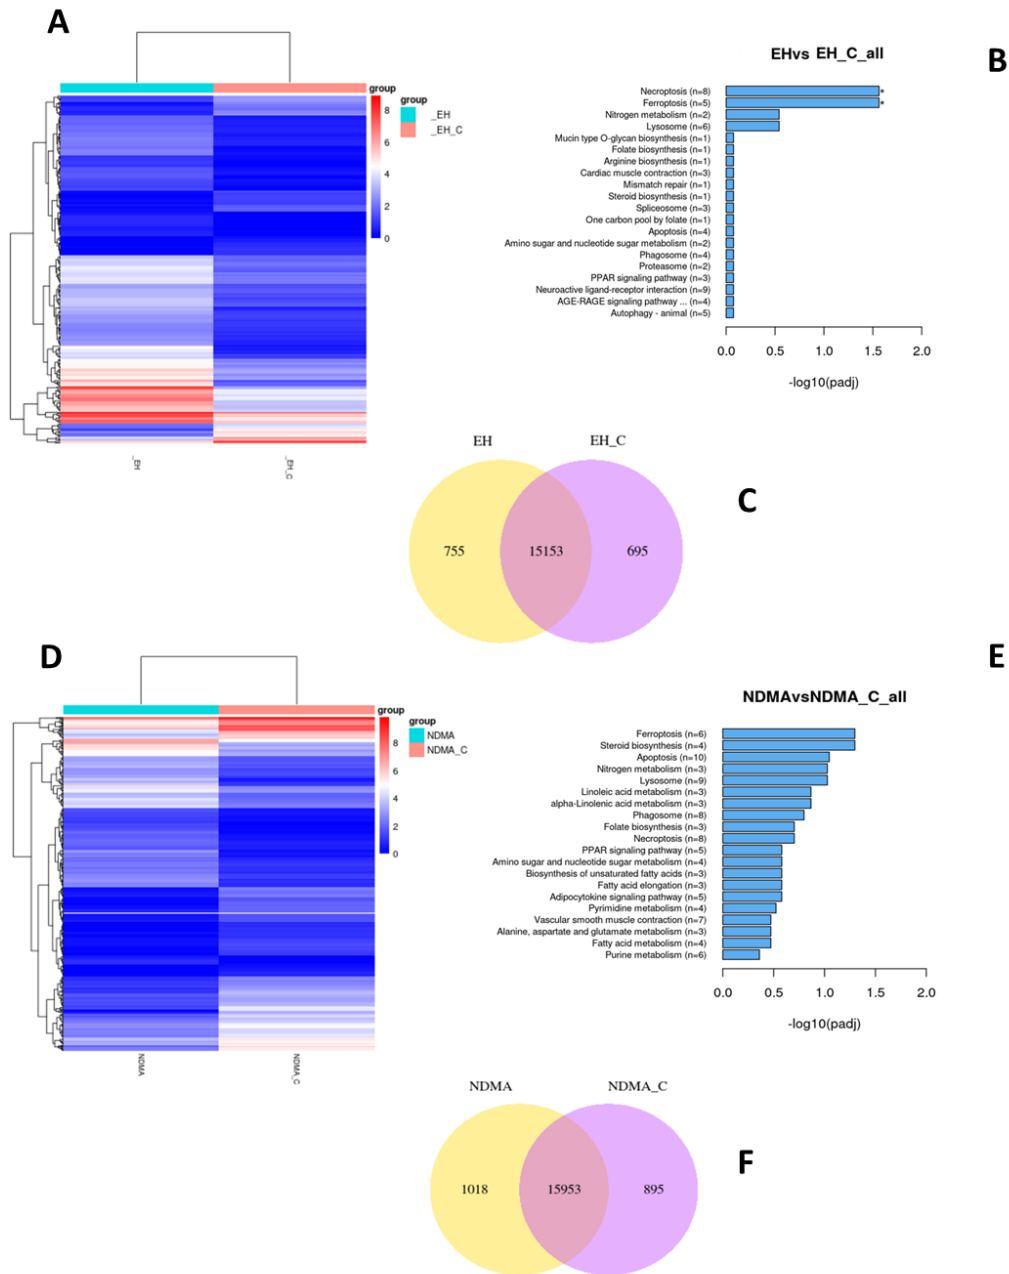 A
EHvs EH_C_all
B
group
8
6
4
2
0
group
_EH
_EH_C
_EH
_EH_C
Necroptosis (n=8)
*
Ferroptosis (n=5)
*
Nitrogen metabolism (n=2)
Lysosome (n=6)
Mucin type O-glycan biosynthesis (n=1)
Folate biosynthesis (n=1)
Arginine biosynthesis (n=1)
Cardiac muscle contraction (n=3)
Mismatch repair (n=1)
Steroid biosynthesis (n=1)
Spliceosome (n=3)
One carbon pool by folate (n=1)
Apoptosis (n=4)
Amino sugar and nucleotide sugar metabolism (n=2)
Phagosome (n=4)
Proteasome (n=2)
PPAR signaling pathway (n=3)
Neuroactive ligand-receptor interaction (n=9)
AGE-RAGE signaling pathway ... (n=4)
Autophagy - animal (n=5)
0.0 0.5 1.0 1.5 2.0
-log10(padj)
EH EH_C
C
755 15153 695
D
E
group
8
6
4
2
0
group
NDMA
NDMA_C
NDMA
NDMA_C
NDMAvsNDMA_C_all
Ferroptosis (n=6)
Steroid biosynthesis (n=4)
Apoptosis (n=10)
Nitrogen metabolism (n=3)
Lysosome (n=9)
Linoleic acid metabolism (n=3)
alpha-Linolenic acid metabolism (n=3)
Phagosome (n=8)
Folate biosynthesis (n=3)
Necroptosis (n=8)
PPAR signaling pathway (n=5)
Amino sugar and nucleotide sugar metabolism (n=4)
Biosynthesis of unsaturated fatty acids (n=3)
Fatty acid elongation (n=3)
Adipocytokine signaling pathway (n=5)
Pyrimidine metabolism (n=4)
Vascular smooth muscle contraction (n=7)
Alanine, aspartate and glutamate metabolism (n=3)
Fatty acid metabolism (n=4)
Purine metabolism (n=6)
0.0 0.5 1.0 1.5 2.0
-log10(padj)
NDMA NDMA_C
F
1018 15953 895